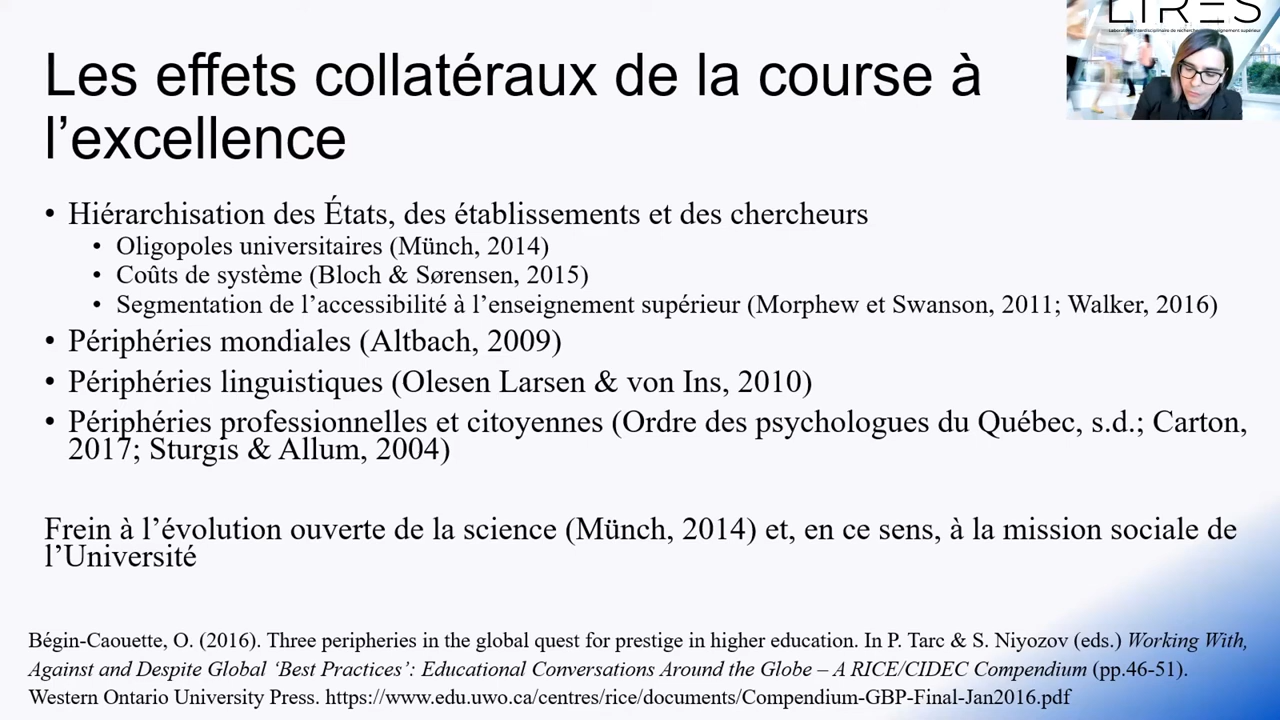 LIRES
Les effets collatéraux de la course à
l’excellence
• Hiérarchisation des États, des établissements et des chercheurs
• Oligopoles universitaires (Münch, 2014)
• Coûts de système (Bloch & Sørensen, 2015)
• Segmentation de l’accessibilité à l’enseignement supérieur (Morphew et Swanson, 2011; Walker, 2016)
• Périphéries mondiales (Altbach, 2009)
• Périphéries linguistiques (Olesen Larsen & von Ins, 2010)
• Périphéries professionnelles et citoyennes (Ordre des psychologues du Québec, s.d.; Carton,
2017; Sturgis & Allum, 2004)
Frein à l’évolution ouverte de la science (Münch, 2014) et, en ce sens, à la mission sociale de
l’Université
Bégin-Caouette, O. (2016). Three peripheries in the global quest for prestige in higher education. In P. Tarc & S. Niyozov (eds.) Working With,
Against and Despite Global ‘Best Practices’: Educational Conversations Around the Globe – A RICE/CIDEC Compendium (pp.46-51).
Western Ontario University Press. https://www.edu.uwo.ca/centres/rice/documents/Compendium-GBP-Final-Jan2016.pdf